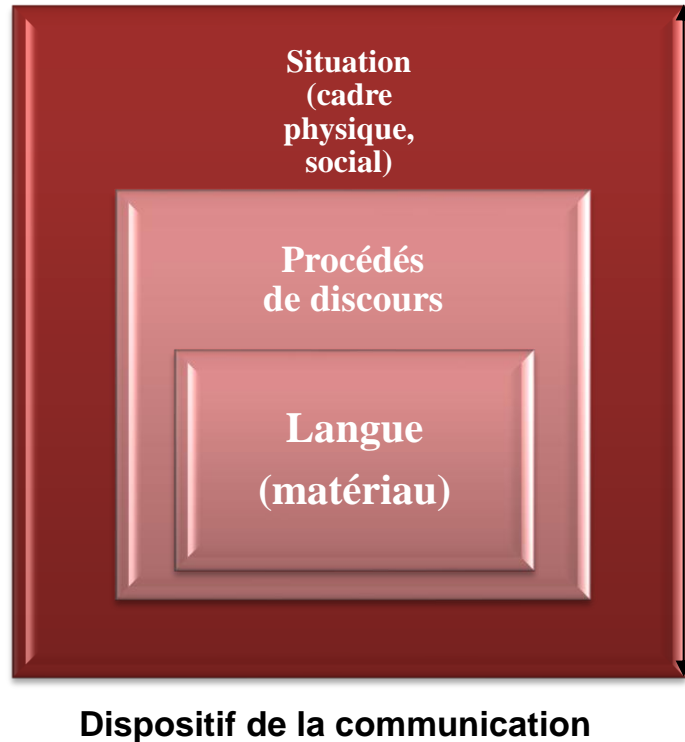 Situation
(cadre
physique,
social)
Procédés
de discours
Langue
(matériau)
Dispositif de la communication